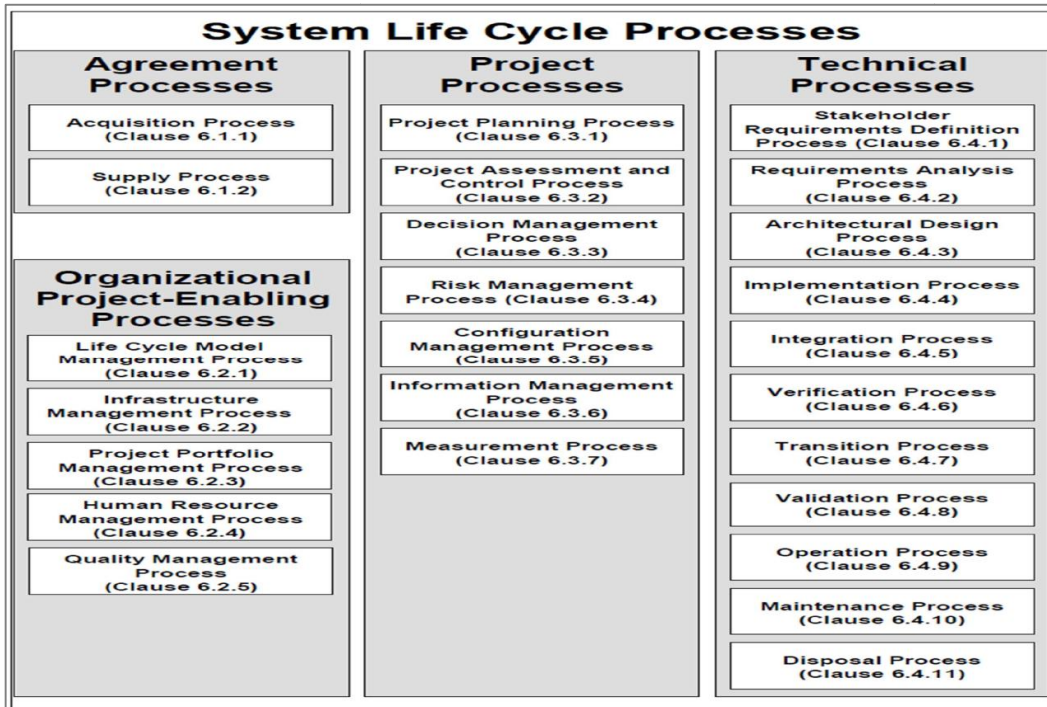 System Life Cycle Processes
Agreement
Processes
Acquisition Process
(Clause 6.1.1)
Supply Process
(Clause 6.1.2)
Organizational
Project-Enabling
Processes
Life Cycle Model
Management Process
(Clause 6.2.1)
Infrastructure
Management Process
(Clause 6.2.2)
Project Portfolio
Management Process
(Clause 6.2.3)
Human Resource
Management Process
(Clause 6.2.4)
Quality Management
Process
(Clause 6.2.5)
Project
Processes
Project Planning Process
(Clause 6.3.1)
Project Assessment and
Control Process
(Clause 6.3.2)
Decision Management
Process
(Clause 6.3.3)
Risk Management
Process (Clause 6.3.4)
Configuration
Management Process
(Clause 6.3.5)
Information Management
Process
(Clause 6.3.6)
Measurement Process
(Clause 6.3.7)
Technical
Processes
Stakeholder
Requirements Definition
Process (Clause 6.4.1)
Requirements Analysis
Process
(Clause 6.4.2)
Architectural Design
Process
(Clause 6.4.3)
Implementation Process
(Clause 6.4.4)
Integration Process
(Clause 6.4.5)
Verification Process
(Clause 6.4.6)
Transition Process
(Clause 6.4.7)
Validation Process
(Clause 6.4.8)
Operation Process
(Clause 6.4.9)
Maintenance Process
(Clause 6.4.10)
Disposal Process
(Clause 6.4.11)